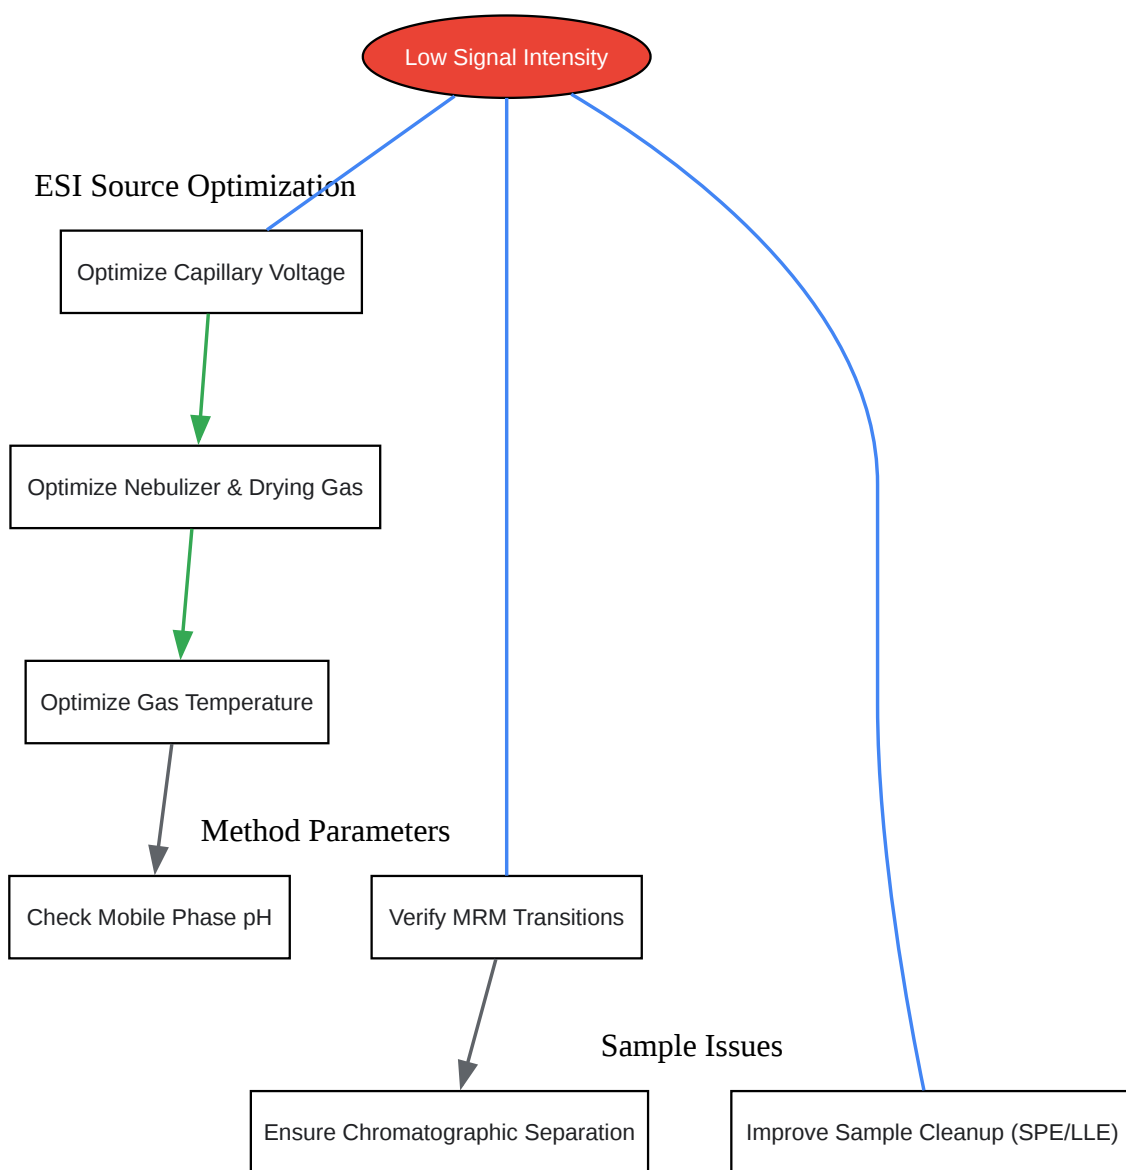 Low Signal Intensity
ESI Source Optimization
Optimize Capillary Voltage
Optimize Nebulizer & Drying Gas
Optimize Gas Temperature
Method Parameters
Check Mobile Phase pH
Verify MRM Transitions
Sample Issues
Ensure Chromatographic Separation
Improve Sample Cleanup (SPE/LLE)